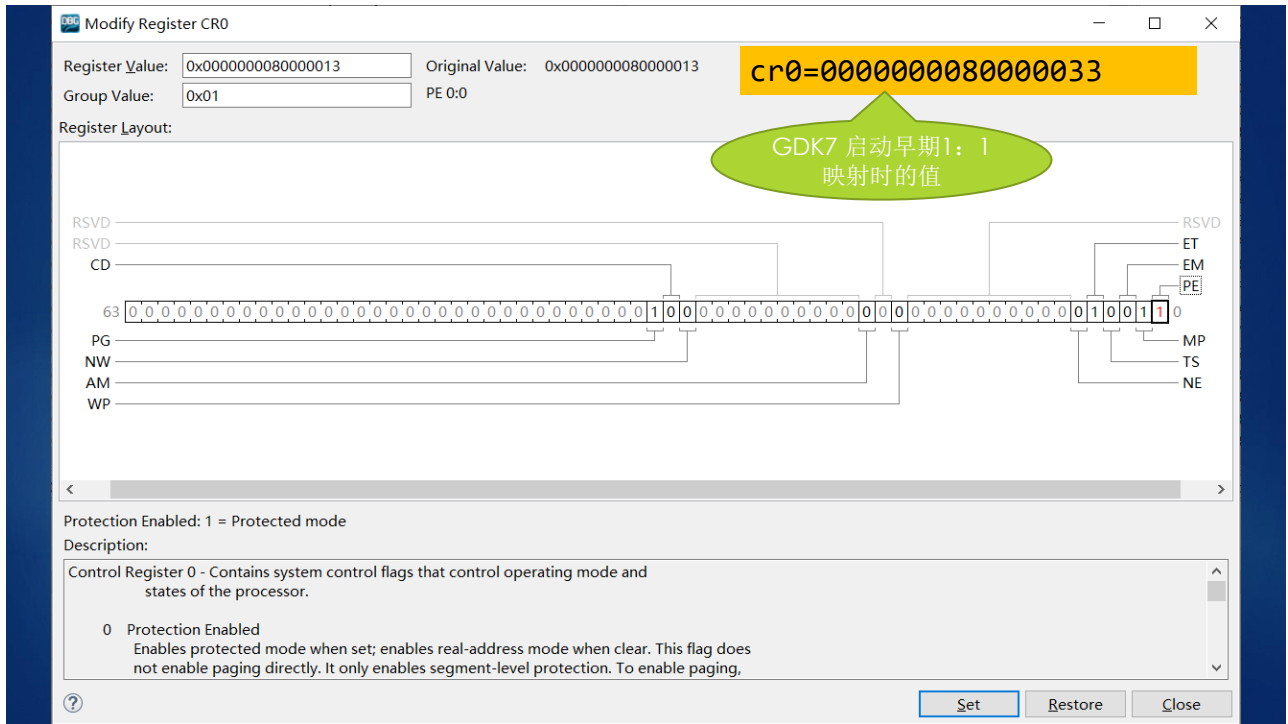 DBG Modify Register CR0
Register Value: 0x0000000080000013 Original Value: 0x0000000080000013
cr0=0000000080000033
Group Value: 0x01 PE 0:0
Register Layout:
GDK7 启动早期1：1
映射时的值
RSVD RSVD
RSVD ET
CD EM
PE
63 0 0 0 0 0 0 0 0 0 0 0 0 0 0 0 0 0 0 0 0 0 0 0 0 0 0 0 0 0 0 0 0 1 0 0 0 0 0 0 0 0 0 0 0 0 0 0 0 0 0 0 0 0 0 0 0 0 0 0 1 0 0 1 1 0
PG MP
NW TS
AM NE
WP
Protection Enabled: 1 = Protected mode
Description:
Control Register 0 - Contains system control flags that control operating mode and
states of the processor.
0 Protection Enabled
Enables protected mode when set; enables real-address mode when clear. This flag does
not enable paging directly. It only enables segment-level protection. To enable paging,
? Set Restore Close